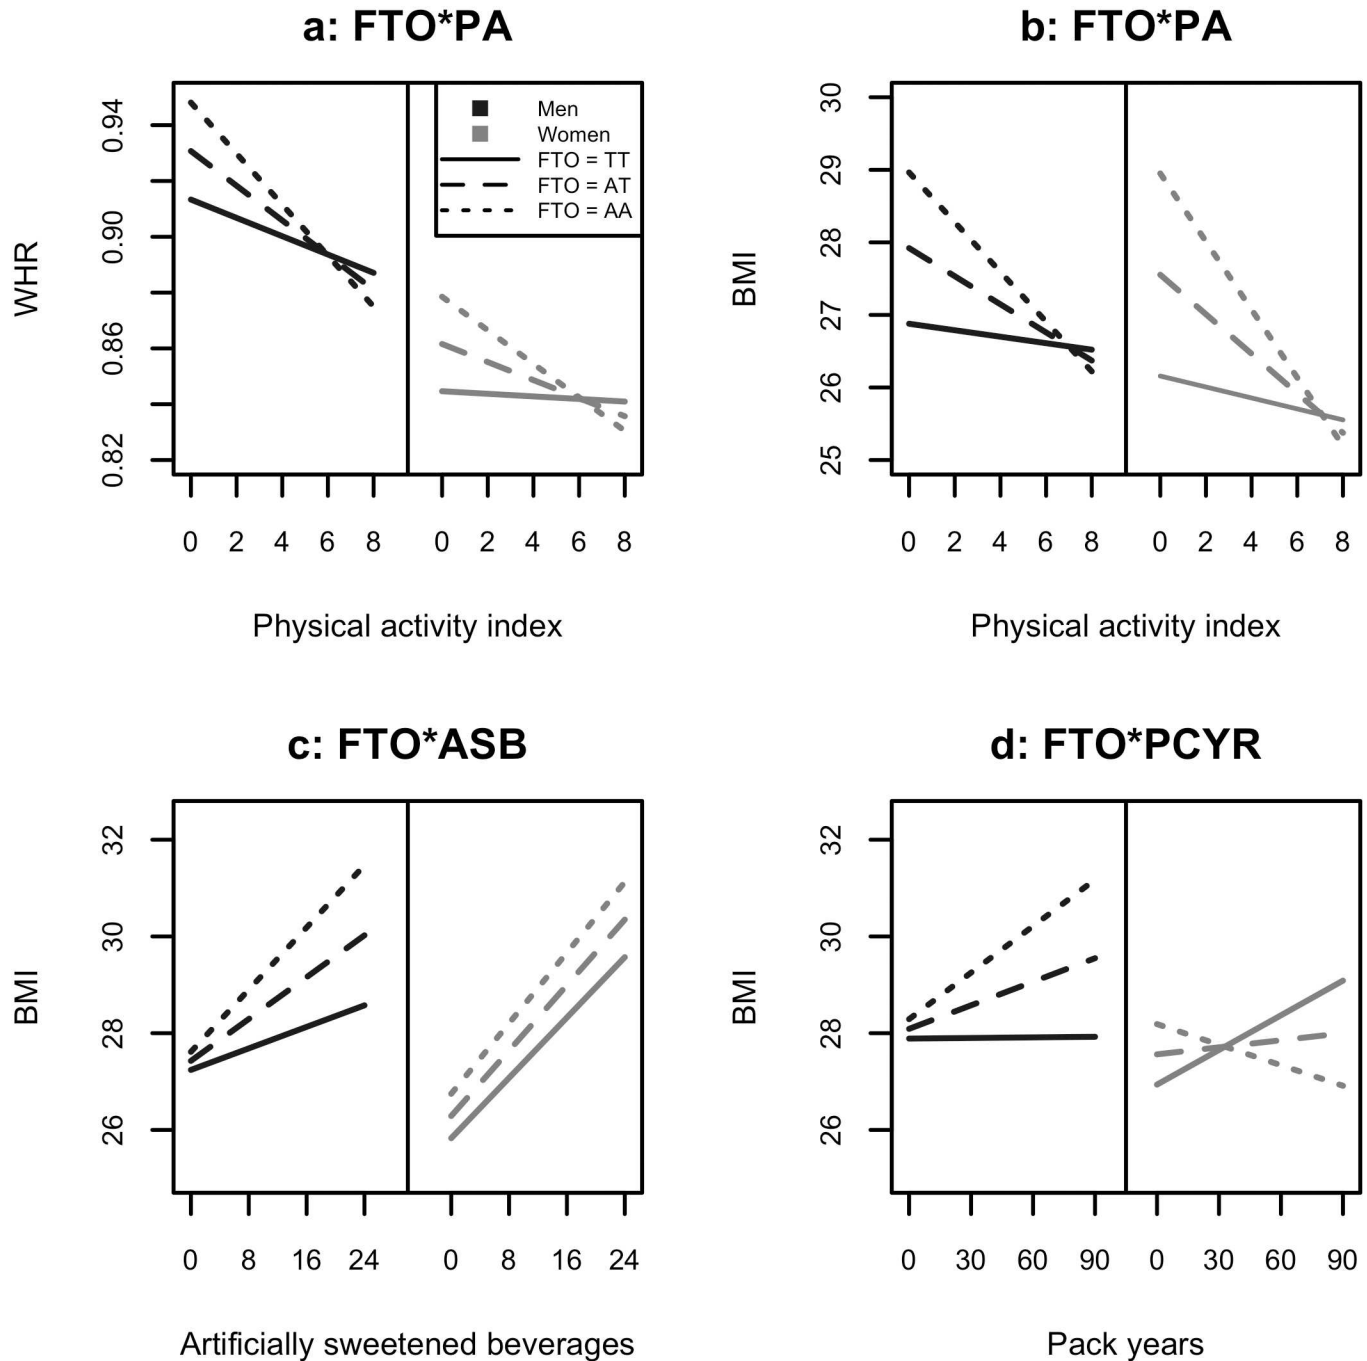 a: FTO*PA
WHR
0.94
0.90
0.86
0.82
Men
Women
FTO = TT
FTO = AT
FTO = AA
0 2 4 6 8 0 2 4 6 8
Physical activity index
b: FTO*PA
BMI
30
29
28
27
26
25
0 2 4 6 8 0 2 4 6 8
Physical activity index
c: FTO*ASB
BMI
32
30
28
26
0 8 16 24 0 8 16 24
Artificially sweetened beverages
d: FTO*PCYR
BMI
32
30
28
26
0 30 60 90 0 30 60 90
Pack years